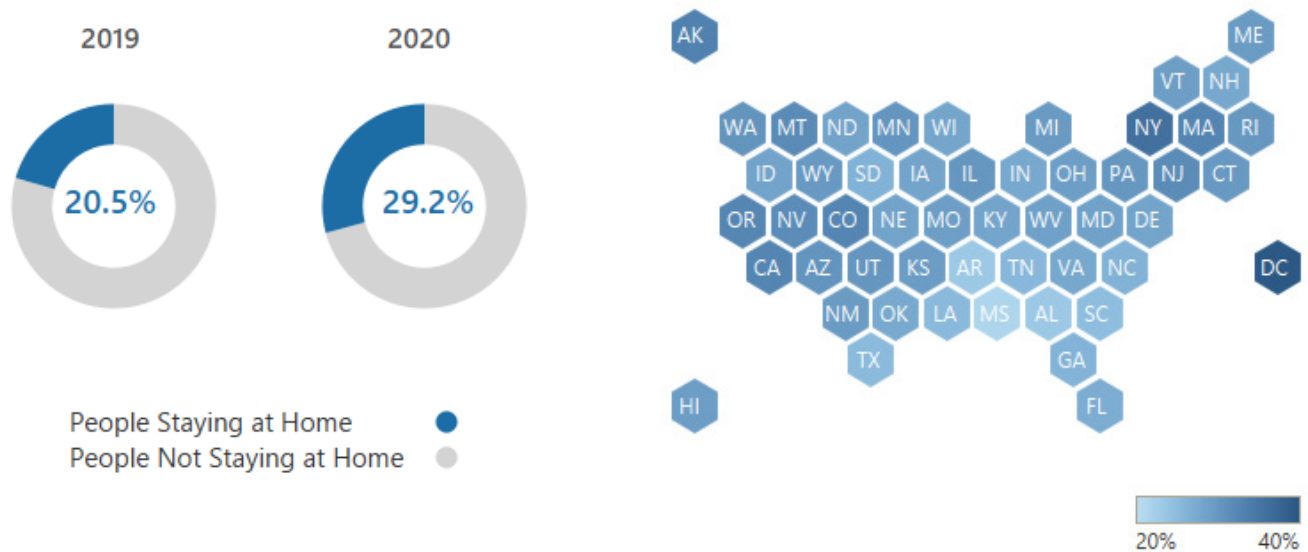 2019 2020
20.5% 29.2%
People Staying at Home
People Not Staying at Home
AK ME
VT NH
WA MT ND MN WI MI NY MA RI
ID WY SD IA IL IN OH PA NJ CT
OR NV CO NE MO KY WV MD DE
CA AZ UT KS AR TN VA NC DC
NM OK LA MS AL SC
TX GA
HI FL
20% 40%